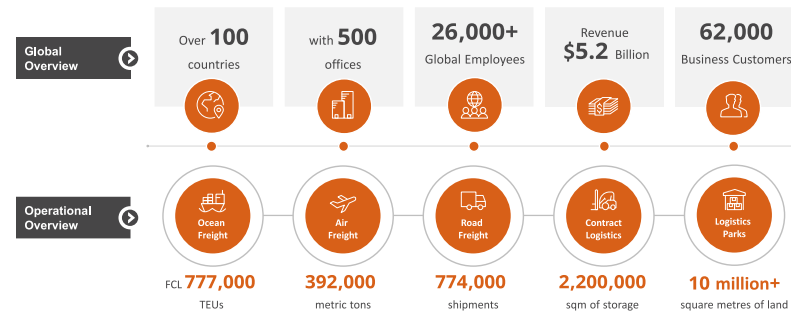 Global
Overview
Over 100
countries
with 500
offices
26,000+
Global Employees
Revenue
$5.2 Billion
62,000
Business Customers
Operational
Overview
Ocean
Freight
Air
Freight
Road
Freight
Contract
Logistics
Logistics
Parks
FCL 777,000
TEUs
392,000
metric tons
774,000
shipments
2,200,000
sqm of storage
10 million+
square metres of land